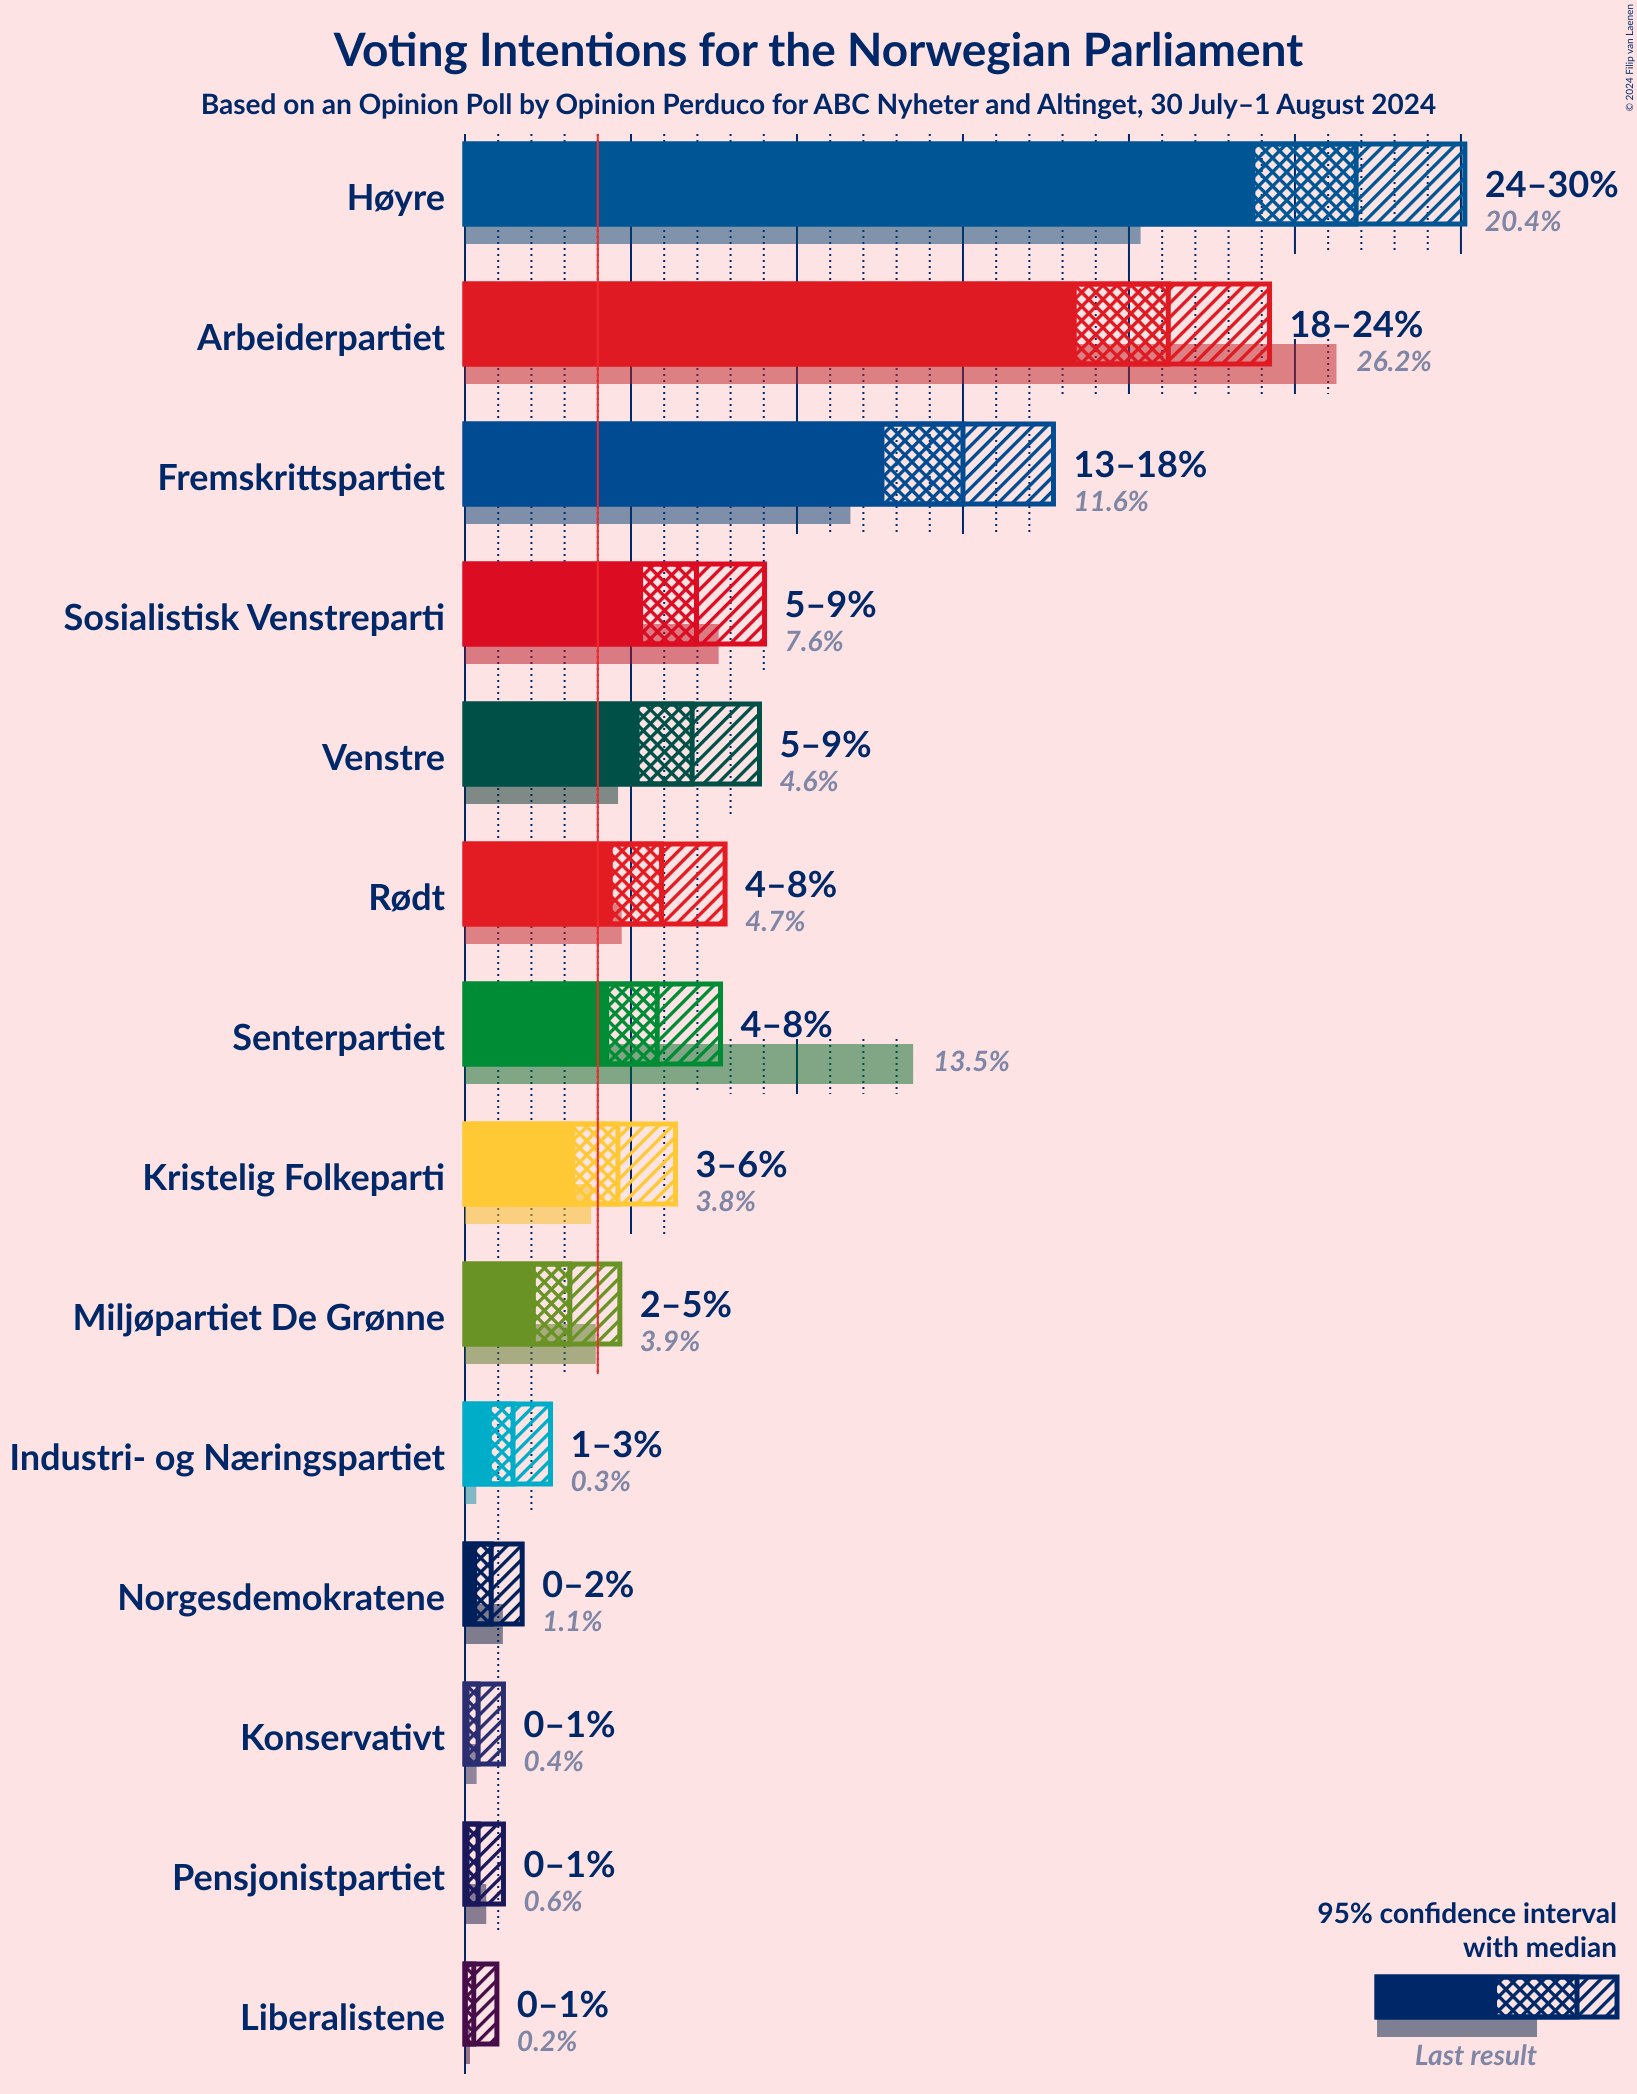 Voting Intentions for the Norwegian Parliament
Based on an Opinion Poll by Opinion Perduco for ABC Nyheter and Altinget, 30 July–1 August 2024
© 2024 Filip van Laenen
Høyre
24–30%
20.4%
Arbeiderpartiet
18–24%
26.2%
Fremskrittspartiet
13–18%
11.6%
Sosialistisk Venstreparti
5–9%
7.6%
Venstre
5–9%
4.6%
Rødt
4–8%
4.7%
Senterpartiet
4–8%
13.5%
Kristelig Folkeparti
3–6%
3.8%
Miljøpartiet De Grønne
2–5%
3.9%
Industri- og Næringspartiet
1–3%
0.3%
Norgesdemokratene
0–2%
1.1%
Konservativt
0–1%
0.4%
Pensjonistpartiet
0–1%
0.6%
Liberalistene
0–1%
0.2%
95% confidence interval
with median
Last result